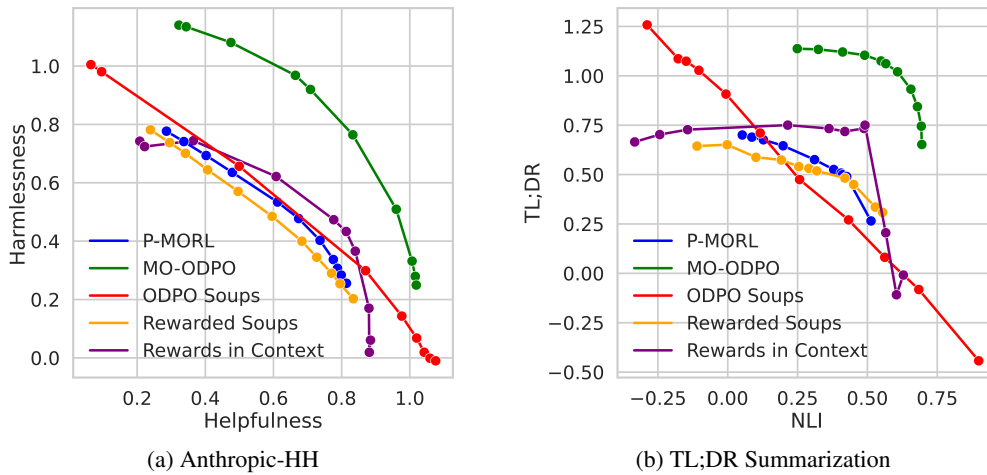 Harmlessness
1.0
0.8
0.6
0.4
0.2
0.0
P-MORL
MO-ODPO
ODPO Soups
Rewarded Soups
Rewards in Context
0.2 0.4 0.6 0.8 1.0
Helpfulness
(a) Anthropic-HH
TL;DR
1.25
1.00
0.75
0.50
0.25
0.00
−0.25
−0.50
P-MORL
MO-ODPO
ODPO Soups
Rewarded Soups
Rewards in Context
−0.25 0.00 0.25 0.50 0.75
NLI
(b) TL;DR Summarization